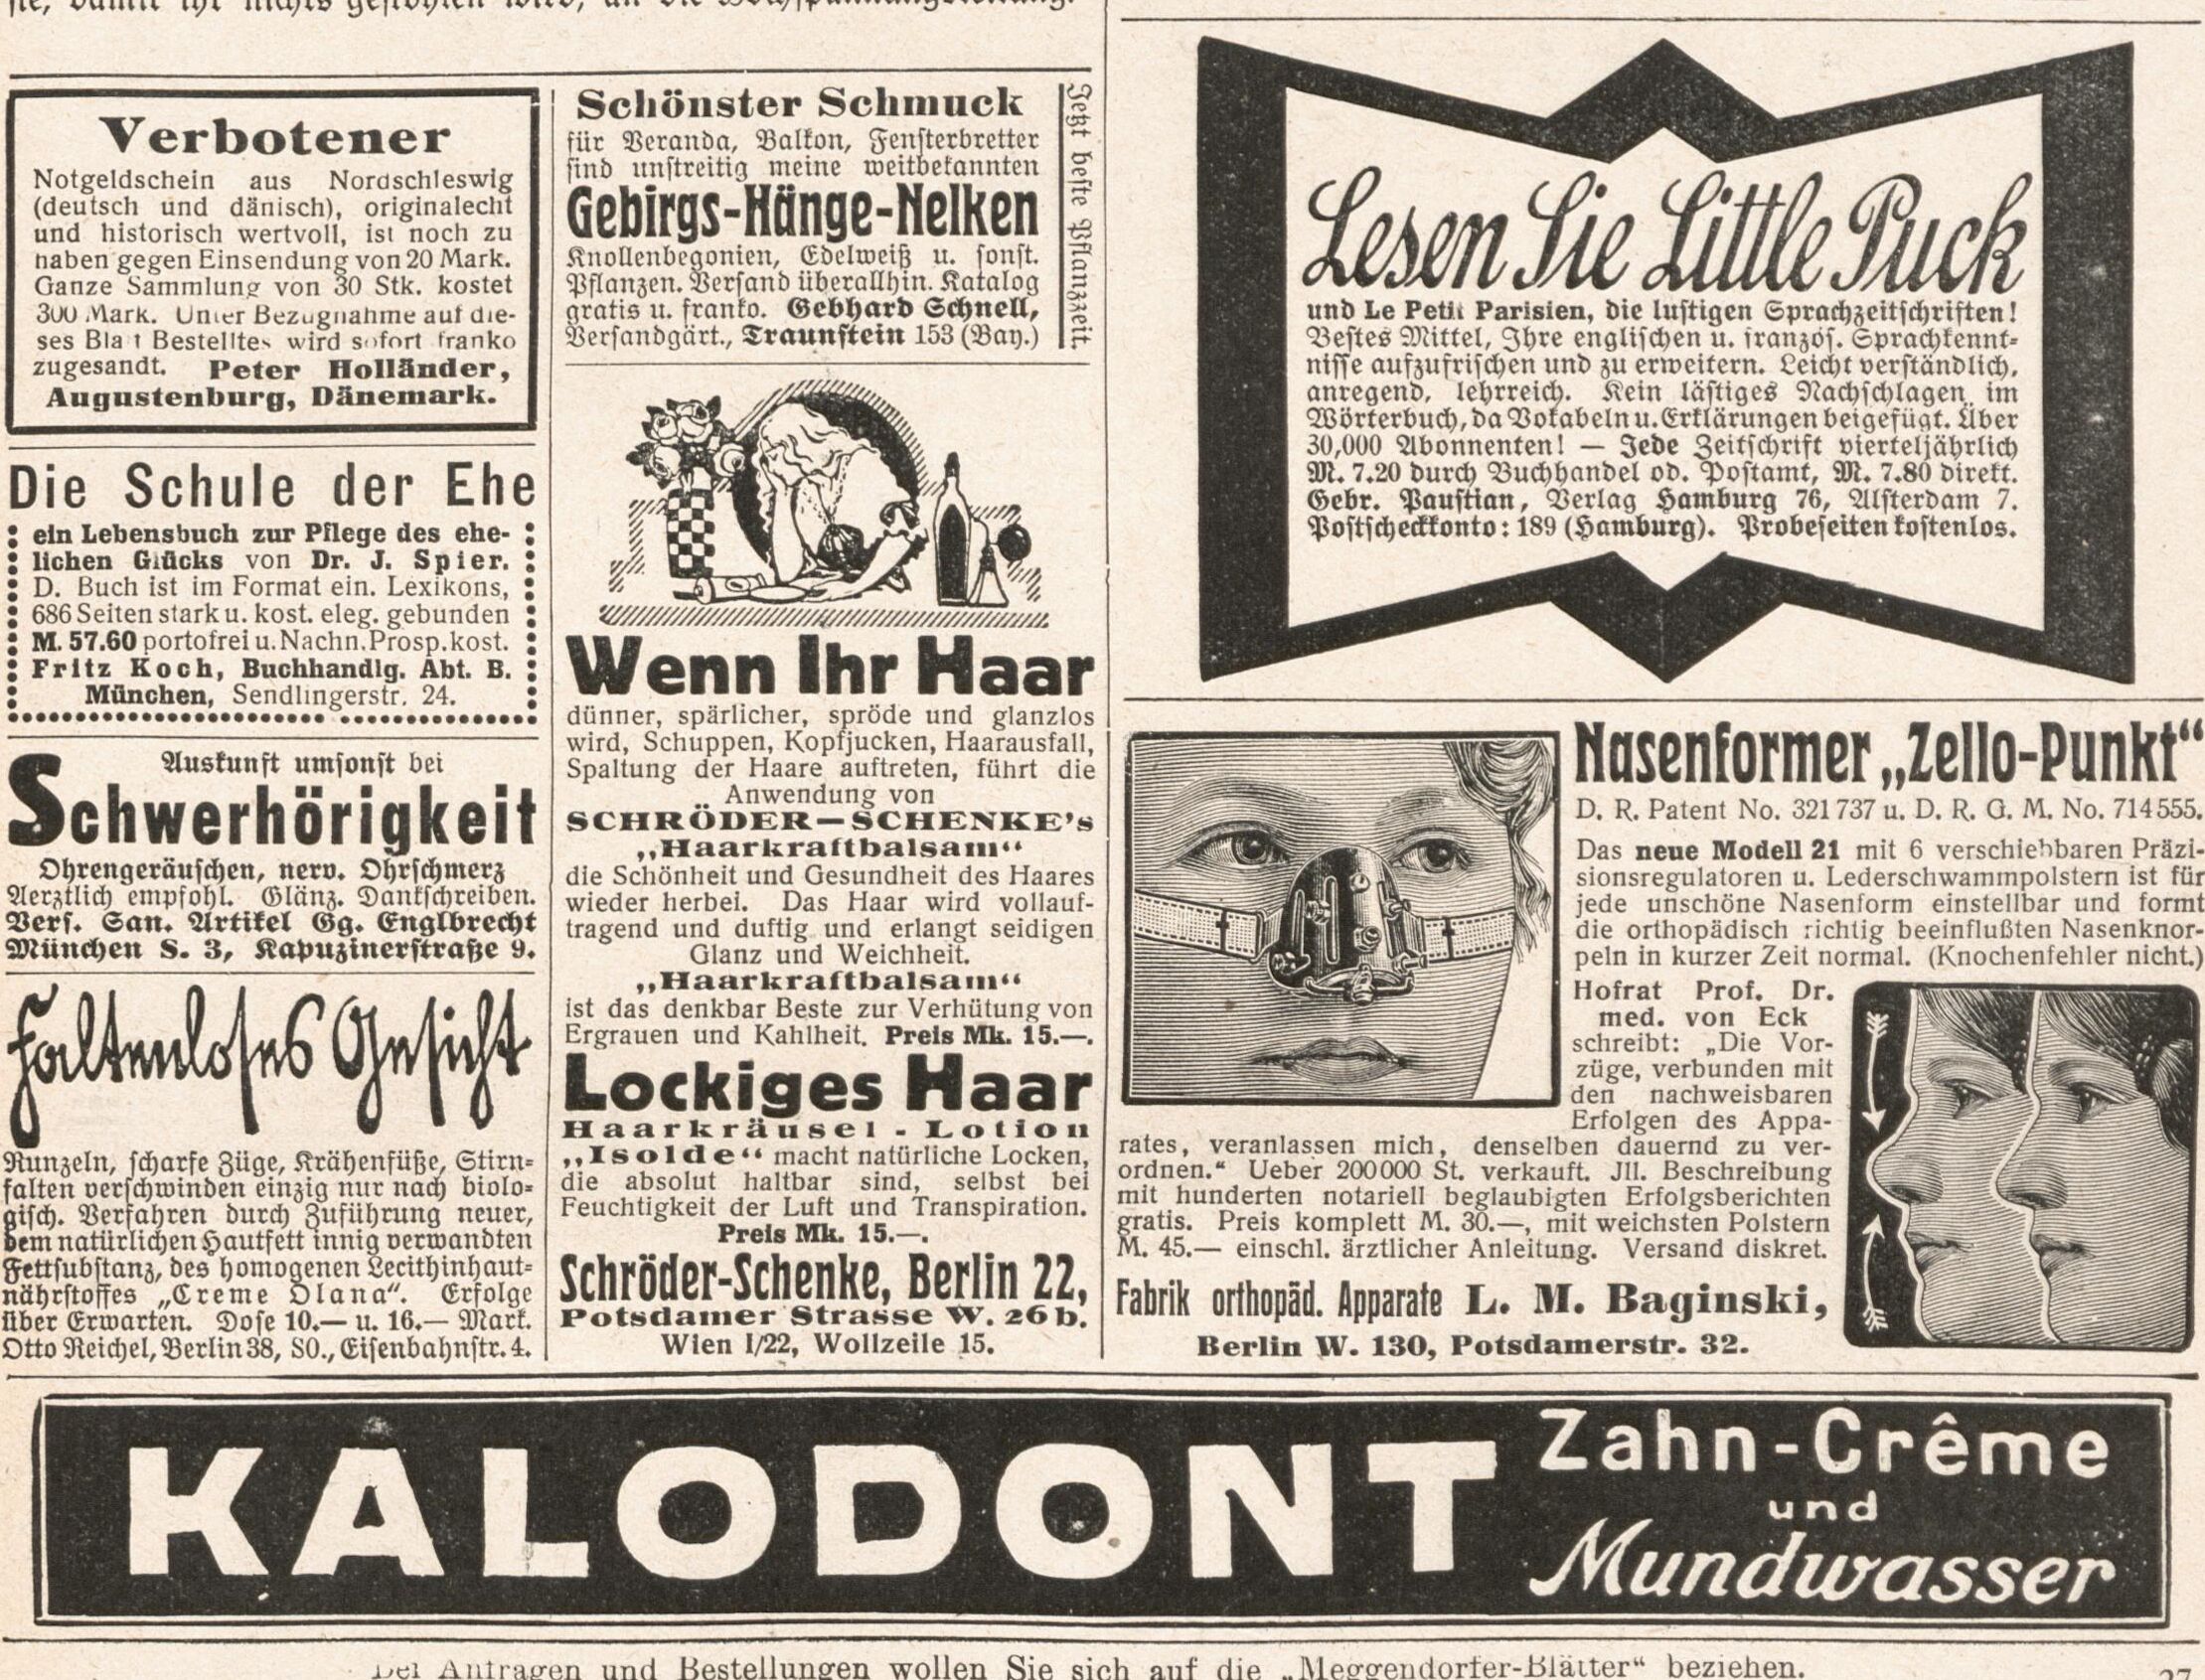 Verbotener
Notgeldschein aus Nordschleswig
(deutsch und dänisch), originalecht
und historisch wertvoll, ist noch zu
haben gegen Einsendung von 20 Mark.
Ganze Sammlung von 30 Stk. kostet
300 Mark. Unter Bezugnahme auf die-
ses Blatt Bestelltes wird sofort franko
zugesandt. Peter Holländer,
Augustenburg, Dänemark.
Die Schule der Ehe
ein Lebensbuch zur Pflege des ehe-
lichen Glücks von Dr. J. Spier.
D. Buch ist im Format ein. Lexikons,
686 Seiten stark u. kost. eleg. gebunden
M. 57.60 portofrei u. Nachn. Prosp. kost.
Fritz Koch, Buchhandlg. Abt. B.
München, Sendlingerstr. 24.
Auskunft umsonst bei
Schwerhörigkeit
Ohrengeräuschen, nerv. Ohrschmerz
Aerztlich empfohl. Glänz. Dankschreiben.
Vers. San. Artikel Gg. Englbrecht
München S. 3, Kapuzinerstraße 9.
Faltenloses Gesicht
Runzeln, scharfe Züge, Krähenfüße, Stirn-
falten verschwinden einzig nur nach biolo-
gisch. Verfahren durch Zuführung neuer,
dem natürlichen Hautfett innig verwandten
Fettsubstanz, des homogenen Lecithinhaut-
nährstoffes „Creme Olana“. Erfolge
über Erwarten. Dose 10.— u. 16.— Mark.
Otto Reichel, Berlin 38, SO., Eisenbahnstr. 4.
Schönster Schmuck
für Veranda, Balkon, Fensterbretter
sind unstreitig meine weitbekannten
Gebirgs-Hänge-Nelken
Knollenbegonien, Edelweiß u. sonst.
Pflanzen. Versand überallhin. Katalog
gratis u. franko. Gebhard Schnell,
Versandgärt., Traunstein 153 (Bay.)
Jetzt beste Pflanzzeit.
Wenn Ihr Haar
dünner, spärlicher, spröde und glanzlos
wird, Schuppen, Kopfjucken, Haarausfall,
Spaltung der Haare auftreten, führt die
Anwendung von
SCHRÖDER—SCHENKE's
„Haarkraftbalsam“
die Schönheit und Gesundheit des Haares
wieder herbei. Das Haar wird vollauf-
tragend und duftig und erlangt seidigen
Glanz und Weichheit.
„Haarkraftbalsam“
ist das denkbar Beste zur Verhütung von
Ergrauen und Kahlheit. Preis Mk. 15.—.
Lockiges Haar
Haarkräusel - Lotion
„Isolde“ macht natürliche Locken,
die absolut haltbar sind, selbst bei
Feuchtigkeit der Luft und Transpiration.
Preis Mk. 15.—.
Schröder-Schenke, Berlin 22,
Potsdamer Strasse W. 26 b.
Wien I/22, Wollzeile 15.
Lesen Sie Little Puck
und Le Petit Parisien, die lustigen Sprachzeitschriften!
Bestes Mittel, Ihre englischen u. französ. Sprachkennt-
nisse aufzufrischen und zu erweitern. Leicht verständlich,
anregend, lehrreich. Kein lästiges Nachschlagen im
Wörterbuch, da Vokabeln u. Erklärungen beigefügt. Über
30,000 Abonnenten! — Jede Zeitschrift vierteljährlich
M. 7.20 durch Buchhandel od. Postamt, M. 7.80 direkt.
Gebr. Paustian, Verlag Hamburg 76, Alsterdam 7.
Postscheckkonto: 189 (Hamburg). Probeseiten kostenlos.
Nasenformer „Zello-Punkt“
D. R. Patent No. 321737 u. D. R. G. M. No. 714555.
Das neue Modell 21 mit 6 verschiebbaren Präzi-
sionsregulatoren u. Lederschwammpolstern ist für
jede unschöne Nasenform einstellbar und formt
die orthopädisch richtig beeinflußten Nasenknor-
peln in kurzer Zeit normal. (Knochenfehler nicht.)
Hofrat Prof. Dr.
med. von Eck
schreibt: „Die Vor-
züge, verbunden mit
den nachweisbaren
Erfolgen des Appa-
rates, veranlassen mich, denselben dauernd zu ver-
ordnen.“ Ueber 200000 St. verkauft. Jll. Beschreibung
mit hunderten notariell beglaubigten Erfolgsberichten
gratis. Preis komplett M. 30.—, mit weichsten Polstern
M. 45.— einschl. ärztlicher Anleitung. Versand diskret.
Fabrik orthopäd. Apparate L. M. Baginski,
Berlin W. 130, Potsdamerstr. 32.
KALODONT
Zahn-Crême
und
Mundwasser
Bei Anfragen und Bestellungen wollen Sie sich auf die „Meggendorfer-Blätter“ beziehen.